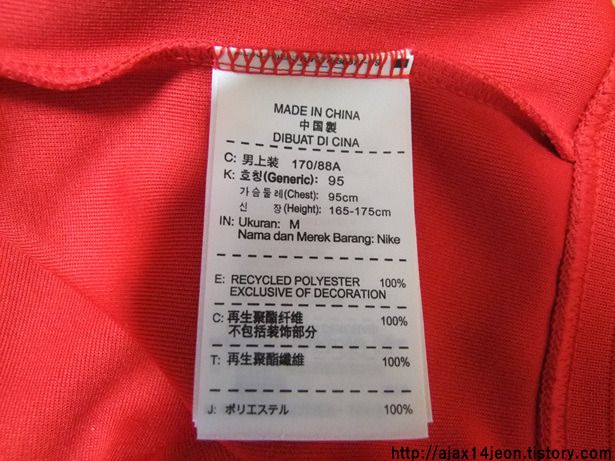 MADE IN CHINA
中国製
DIBUAT DI CINA
C: 男上装 170/88A
K: 호칭(Generic): 95
가슴둘레(Chest): 95cm
신 장(Height): 165-175cm
IN: Ukuran: M
Nama dan Merek Barang: Nike
E: RECYCLED POLYESTER 100%
EXCLUSIVE OF DECORATION
C: 再生聚酯纤维 100%
不包括装饰部分
T: 再生聚酯纖維 100%
J: ポリエステル 100%
http://ajax14jeon.tistory.com